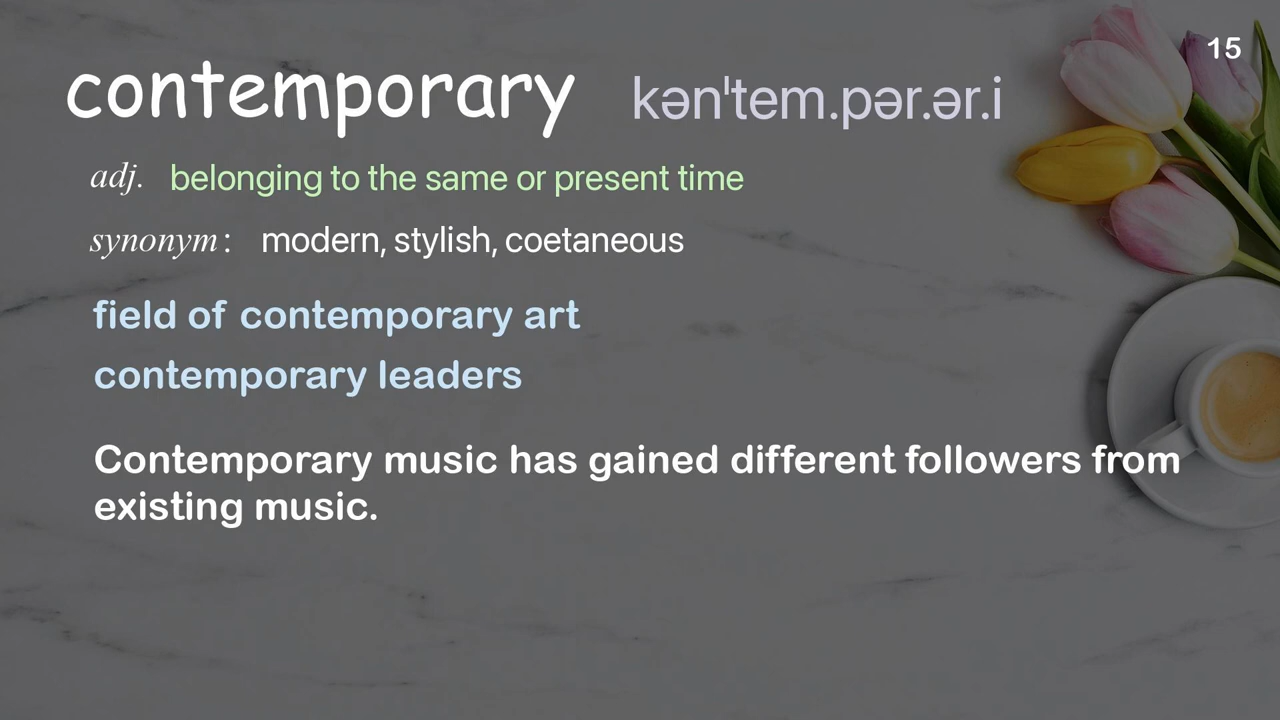 15
contemporary kən'tem.pər.ər.i
adj. belonging to the same or present time
synonym: modern, stylish, coetaneous
field of contemporary art
contemporary leaders
Contemporary music has gained different followers from
existing music.